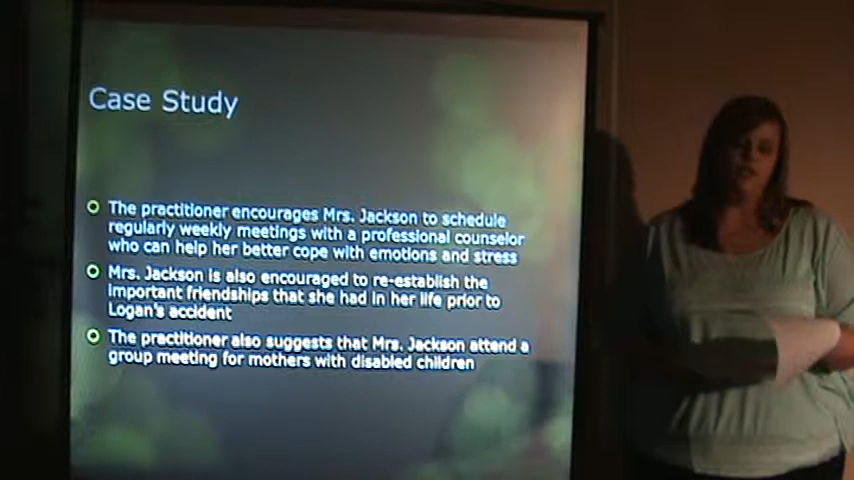 Case Study
The practitioner encourages Mrs. Jackson to schedule
regularly weekly meetings with a professional counselor
who can help her better cope with emotions and stress
Mrs. Jackson is also encouraged to re-establish the
important friendships that she had in her life prior to
Logan's accident
The practitioner also suggests that Mrs. Jackson attend a
group meeting for mothers with disabled children